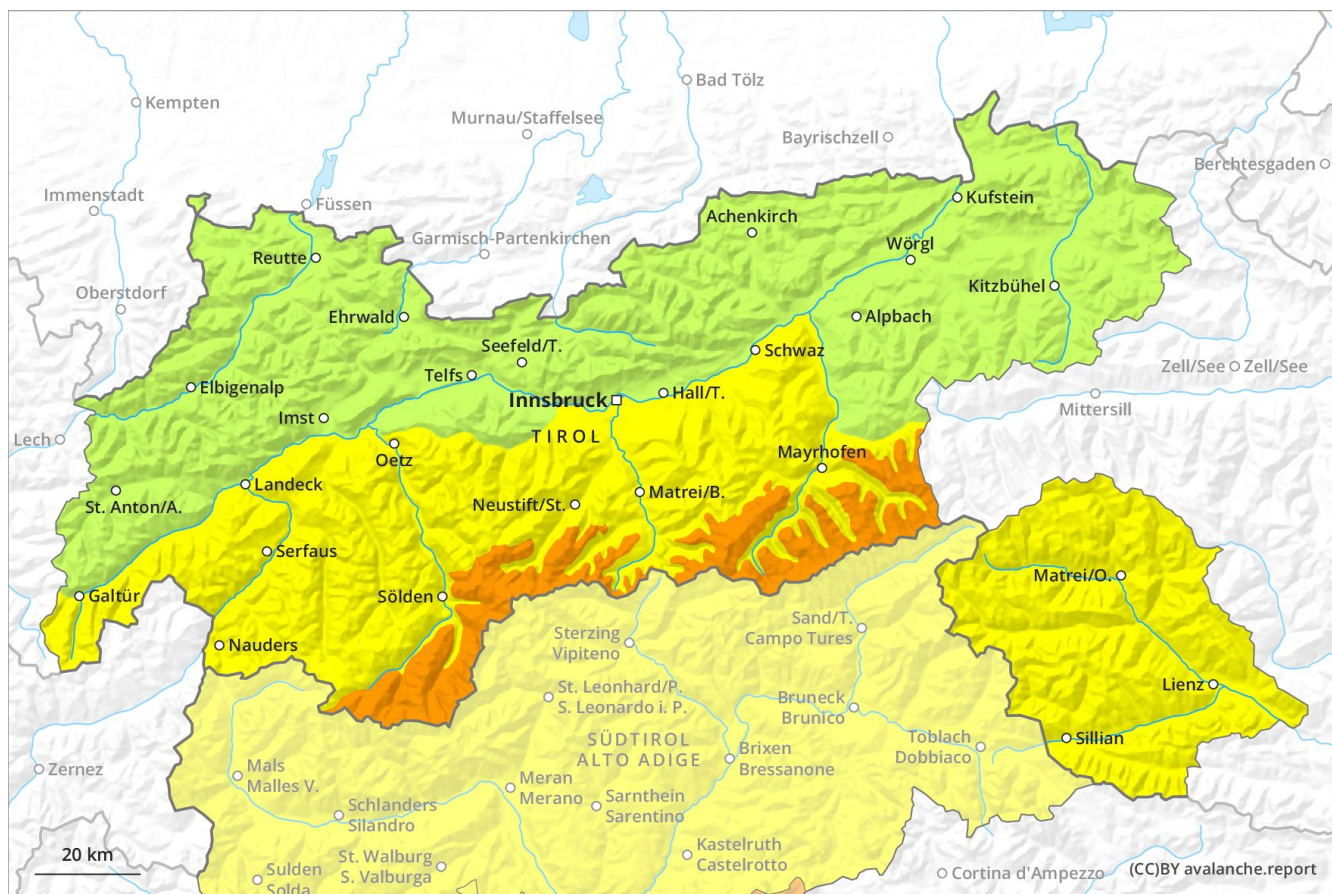 Bad Tölz
Kempten
Murnau/Staffelsee
Bayrischzell
Berchtesgaden
Immenstadt
Füssen
Kufstein
Achenkirch
Garmisch-Partenkirchen
Wörgl
Reutte
Oberstdorf
Kitzbühel
Ehrwald
Alpbach
Seefeld/T.
Schwaz
Zell/See
Zell/See
Telfs
Elbigenalp
Hall/T.
Innsbruck
Mittersill
Imst
Lech
TIROL
Oetz
Mayrhofen
Landeck
Matrei/B.
St. Anton/A.
Neustift/St.
Serfaus
Matrei/O.
Galtür
Sölden
Sand/T.
Campo Tures
Sterzing
Vipiteno
Nauders
Lienz
St. Leonhard/P.
S. Leonardo i. P.
Bruneck
Brunico
Sillian
Toblach
Dobbiaco
SÜDTIROL
ALTO ADIGE
Brixen
Bressanone
Zernez
Mals
Malles V.
Meran
Merano
Schlanders
Silandro
Sarnthein
Sarentino
Kastelruth
Castelrotto
20 km
St. Walburg
S. Valburga
Sulden
Solda
Cortina d'Ampezzo
(CC)BY avalanche.report